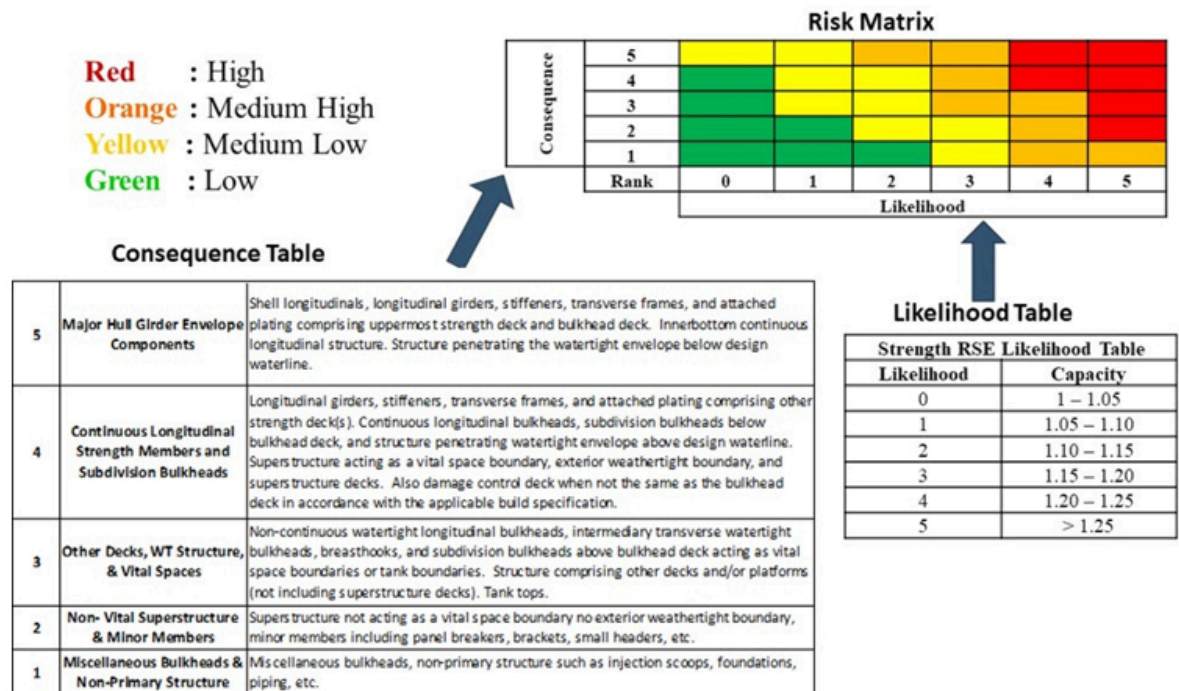 Risk Matrix
Red : High
Orange : Medium High
Yellow : Medium Low
Green : Low
Consequence
5
4
3
2
1
Rank 0 1 2 3 4 5
Likelihood
Consequence Table
5
Major Hull Girder Envelope
Components
Shell longitudinals, longitudinal girders, stiffeners, transverse frames, and attached
plating comprising uppermost strength deck and bulkhead deck. Innerbottom continuous
longitudinal structure. Structure penetrating the watertight envelope below design
waterline.
4
Continuous Longitudinal
Strength Members and
Subdivision Bulkheads
Longitudinal girders, stiffeners, transverse frames, and attached plating comprising other
strength deck(s). Continuous longitudinal bulkheads, subdivision bulkheads below
bulkhead deck, and structure penetrating watertight envelope above design waterline.
Superstructure acting as a vital space boundary, exterior weathertight boundary, and
superstructure decks. Also damage control deck when not the same as the bulkhead
deck in accordance with the applicable build specification.
3
Other Decks, WT Structure,
& Vital Spaces
Non-continuous watertight longitudinal bulkheads, intermediary transverse watertight
bulkheads, breasthooks, and subdivision bulkheads above bulkhead deck acting as vital
space boundaries or tank boundaries. Structure comprising other decks and/or platforms
(not including superstructure decks). Tank tops.
2
Non- Vital Superstructure
& Minor Members
Superstructure not acting as a vital space boundary no exterior weathertight boundary,
minor members including panel breakers, brackets, small headers, etc.
1
Miscellaneous Bulkheads &
Non-Primary Structure
Miscellaneous bulkheads, non-primary structure such as injection scoops, foundations,
piping, etc.
Likelihood Table
Strength RSE Likelihood Table
Likelihood Capacity
0 1 – 1.05
1 1.05 – 1.10
2 1.10 – 1.15
3 1.15 – 1.20
4 1.20 – 1.25
5 > 1.25